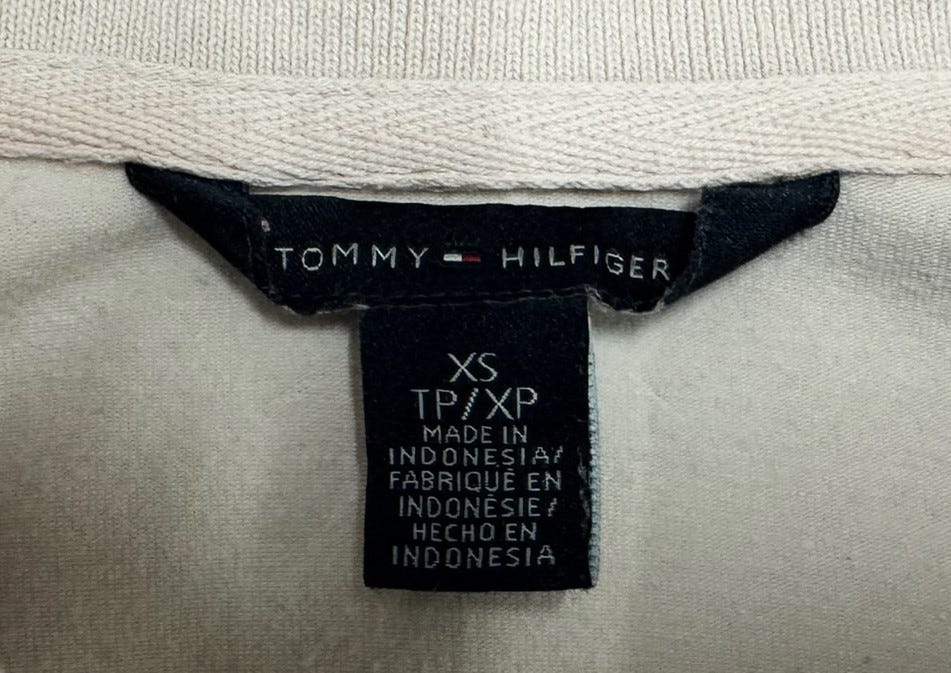 TOMMY HILFIGER
XS
TP/XP
MADE IN
INDONESIA/
FABRIQUÉ EN
INDONÉSIE/
HECHO EN
INDONESIA